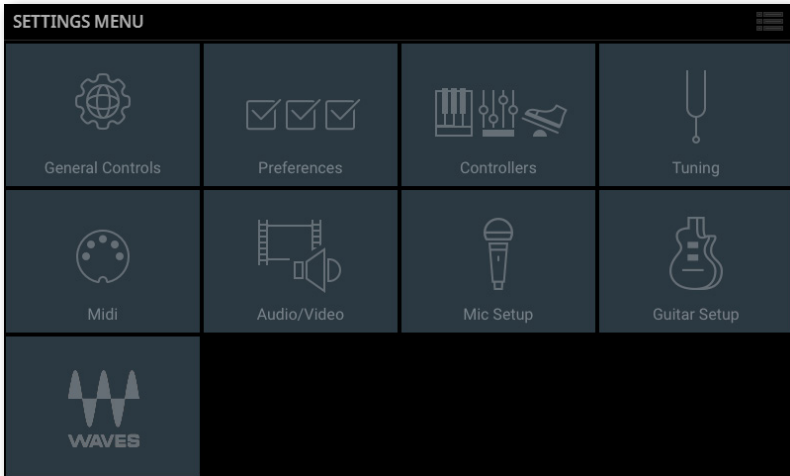 SETTINGS MENU
General Controls
Preferences
Controllers
Tuning
Midi
Audio/Video
Mic Setup
Guitar Setup
WAVES